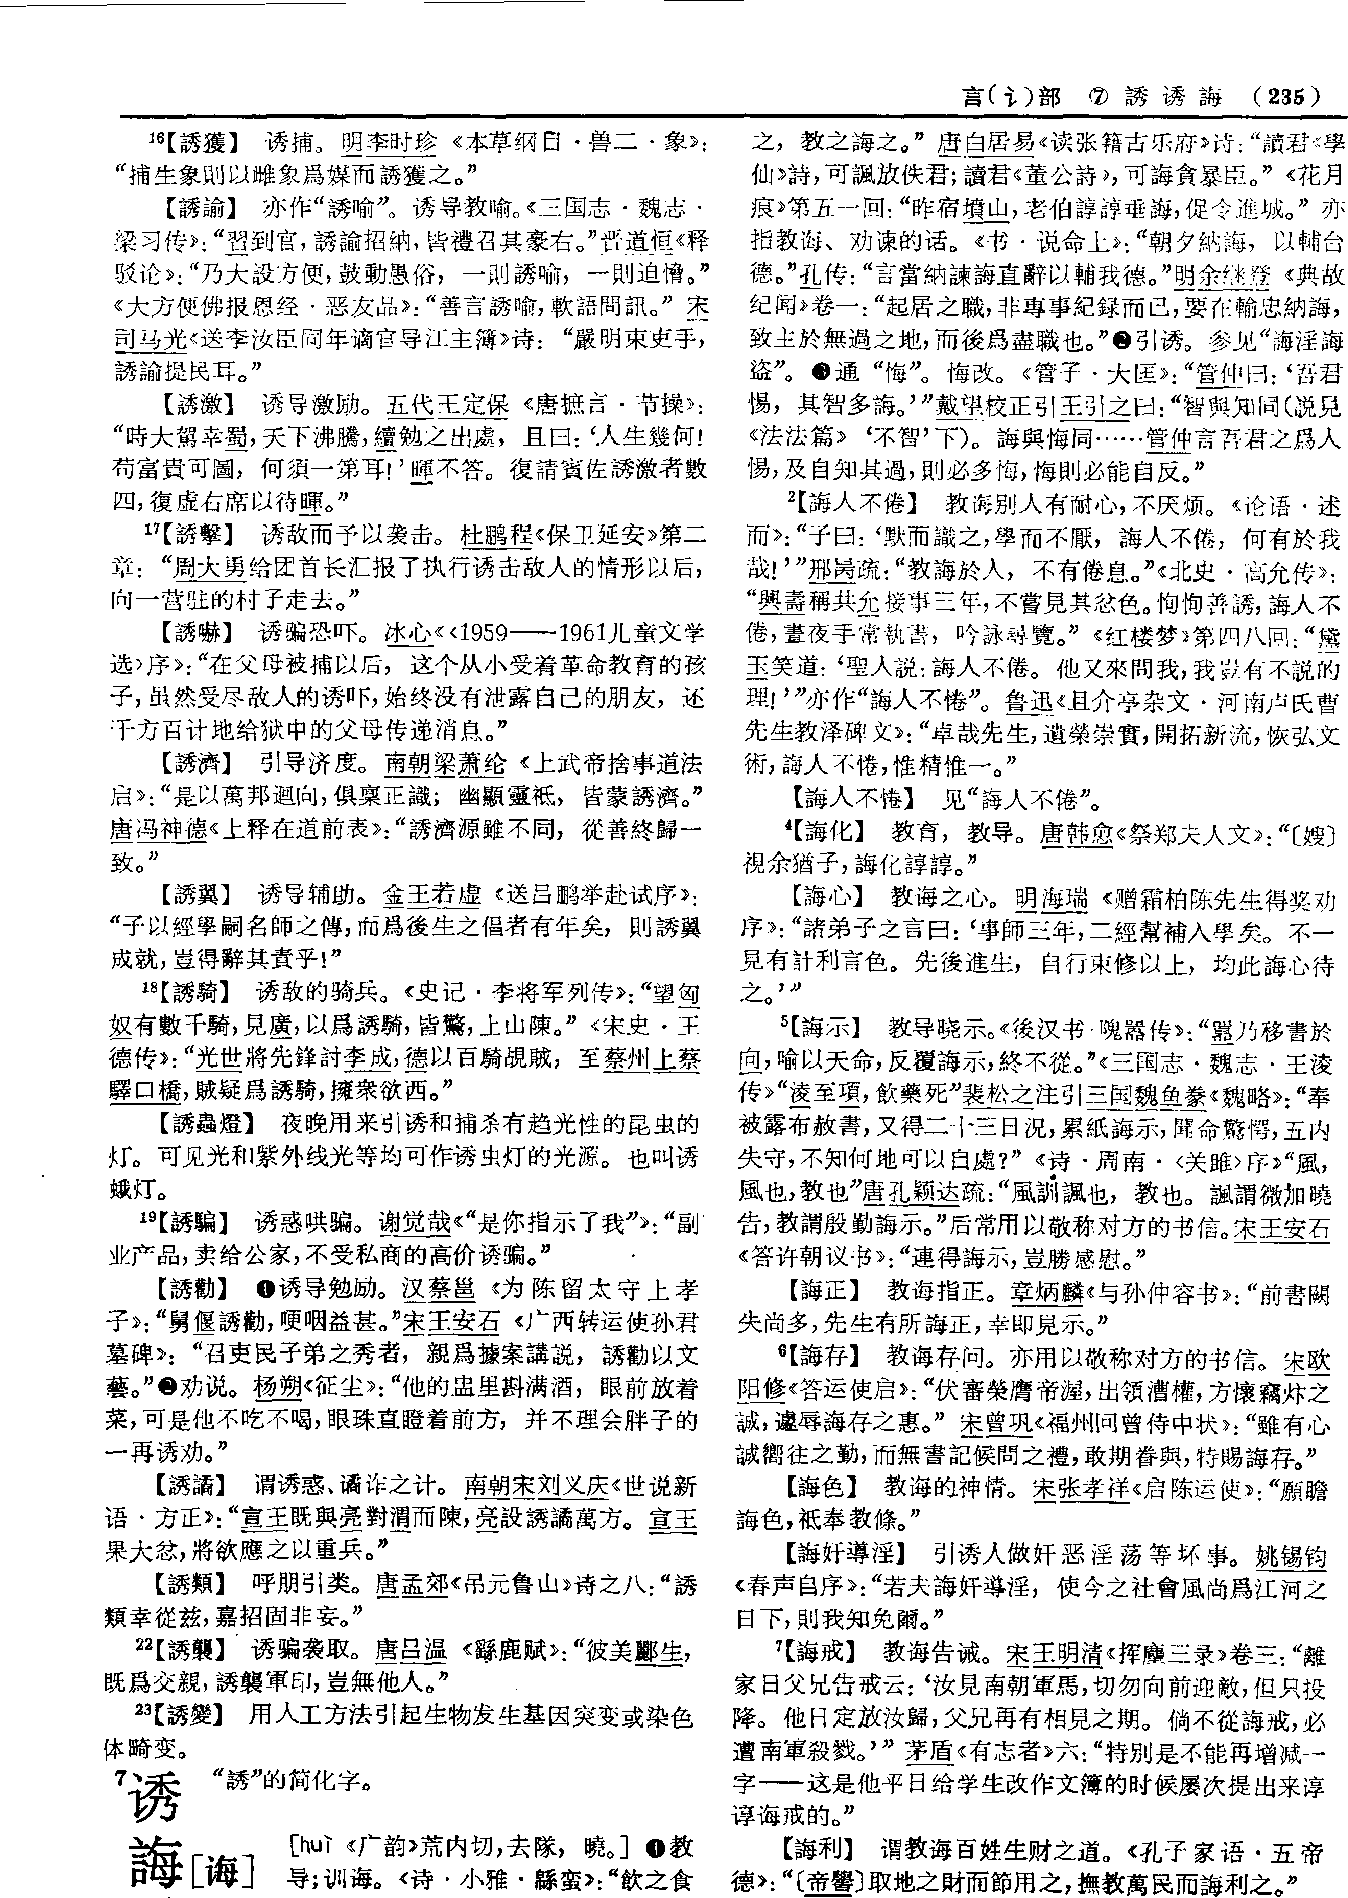 言(讠)部 ⑦ 誘诱誨 (235)
16【誘獲】 诱捕。明李时珍《本草纲目·兽二·象》：
“捕生象則以雌象爲媒而誘獲之。”
【誘諭】 亦作“誘喻”。诱导教喻。《三国志·魏志·
梁习传》：“習到官，誘諭招納，皆禮召其豪右。”晋道恒《释
驳论》：“乃大設方便，鼓動愚俗，一則誘喻，一則迫憎。”
《大方便佛报恩经·恶友品》：“善言誘喻，軟語問訊。” 宋
司马光《送李汝臣同年谪官导江主簿》诗：“嚴明束吏手，
誘諭提民耳。”
【誘激】 诱导激励。五代王定保《唐摭言·节操》：
“時大駕幸蜀，天下沸騰，續勉之出處，且曰：‘人生幾何！
苟富貴可圖，何須一第耳！’暉不答。復請賓佐誘激者數
四，復虛右席以待暉。”
17【誘擊】 诱敌而予以袭击。杜鹏程《保卫延安》第二
章：“周大勇给团首长汇报了执行诱击敌人的情形以后，
向一营驻的村子走去。”
【誘嚇】 诱骗恐吓。冰心《〈1959——1961儿童文学
选〉序》：“在父母被捕以后，这个从小受着革命教育的孩
子，虽然受尽敌人的诱吓，始终没有泄露自己的朋友，还
千方百计地给狱中的父母传递消息。”
【誘濟】 引导济度。南朝梁萧纶《上武帝捨事道法
启》：“是以萬邦迴向，俱稟正識；幽顯靈祇，皆蒙誘濟。”
唐冯神德《上释在道前表》：“誘濟源雖不同，從善終歸一
致。”
【誘翼】 诱导辅助。金王若虚《送吕鹏举赴试序》：
“子以經學嗣名師之傳，而爲後生之倡者有年矣，則誘翼
成就，豈得辭其責乎！”
18【誘騎】 诱敌的骑兵。《史记·李将军列传》：“望匈
奴有數千騎，見廣，以爲誘騎，皆驚，上山陳。”《宋史·王
德传》：“光世將先鋒討李成，德以百騎覘賊，至蔡州上蔡
驛口橋，賊疑爲誘騎，擁衆欲西。”
【誘蟲燈】 夜晚用来引诱和捕杀有趋光性的昆虫的
灯。可见光和紫外线光等均可作诱虫灯的光源。也叫诱
蛾灯。
19【誘騙】 诱惑哄骗。谢觉哉《“是你指示了我”》：“副
业产品，卖给公家，不受私商的高价诱骗。”
【誘勸】 ❶诱导勉励。汉蔡邕《为陈留太守上孝
子》：“舅偃誘勸，哽咽益甚。”宋王安石《广西转运使孙君
墓碑》：“召吏民子弟之秀者，親爲據案講説，誘勸以文
藝。”❷劝说。杨朔《征尘》：“他的盅里斟满酒，眼前放着
菜，可是他不吃不喝，眼珠直瞪着前方，并不理会胖子的
一再诱劝。”
【誘譎】 谓诱惑、谲诈之计。南朝宋刘义庆《世说新
语·方正》：“宣王既與亮對渭而陳，亮設誘譎萬方。宣王
果大忿，將欲應之以重兵。”
【誘類】 呼朋引类。唐孟郊《吊元鲁山》诗之八：“誘
類幸從兹，嘉招固非妄。”
22【誘襲】 诱骗袭取。唐吕温《繇鹿赋》：“彼美酈生，
既爲交親，誘襲軍印，豈無他人。”
23【誘變】 用人工方法引起生物发生基因突变或染色
体畸变。
7诱 “誘”的简化字。
誨[诲] [huì《广韵》荒内切，去隊，曉。]❶教
导；训诲。《诗·小雅·緜蛮》：“飲之食
之，教之誨之。”唐白居易《读张籍古乐府》诗：“讀君《學
仙》詩，可諷放佚君；讀君《董公詩》，可誨貪暴臣。”《花月
痕》第五一回：“昨宿墳山，老伯諄諄垂誨，促令進城。”亦
指教诲、劝谏的话。《书·说命上》：“朝夕納誨，以輔台
德。”孔传：“言當納諫誨直辭以輔我德。”明余继登《典故
纪闻》卷一：“起居之職，非專事紀録而已，要在輸忠納誨，
致主於無過之地，而後爲盡職也。”❷引诱。参见“誨淫誨
盗”。❸通“悔”。悔改。《管子·大匡》：“管仲曰：‘吾君
惕，其智多誨。’”戴望校正引王引之曰：“智與知同(説見
《法法篇》‘不智’下)。誨與悔同……管仲言吾君之爲人
惕，及自知其過，則必多悔，悔則必能自反。”
2【誨人不倦】 教诲别人有耐心，不厌烦。《论语·述
而》：“子曰：‘默而識之，學而不厭，誨人不倦，何有於我
哉！’”邢昺疏：“教誨於人，不有倦息。”《北史·高允传》：
“興壽稱共允接事三年，不嘗見其忿色。恂恂善誘，誨人不
倦，晝夜手常執書，吟詠尋覽。”《红楼梦》第四八回：“黛
玉笑道：‘聖人説：誨人不倦。他又來問我，我豈有不説的
理！’”亦作“誨人不惓”。鲁迅《且介亭杂文·河南卢氏曹
先生教泽碑文》：“卓哉先生，遺榮崇實，開拓新流，恢弘文
術，誨人不惓，惟精惟一。”
【誨人不惓】 见“誨人不倦”。
4【誨化】 教育，教导。唐韩愈《祭郑夫人文》：“〔嫂〕
視余猶子，誨化諄諄。”
【誨心】 教诲之心。明海瑞《赠霜柏陈先生得奖劝
序》：“諸弟子之言曰：‘事師三年，二經幫補入學矣。不一
見有計利言色。先後進生，自行束修以上，均此誨心待
之。’”
5【誨示】 教导晓示。《後汉书·隗嚣传》：“囂乃移書於
向，喻以天命，反覆誨示，終不從。”《三国志·魏志·王淩
传》“淩至項，飲藥死”裴松之注引三国魏鱼豢《魏略》：“奉
被露布赦書，又得二十三日況，累紙誨示，聞命驚愕，五内
失守，不知何地可以自處？”《诗·周南·〈关雎〉序》“風，
風也，教也”唐孔颖达疏：“風訓諷也，教也。諷謂微加曉
告，教謂殷勤誨示。”后常用以敬称对方的书信。宋王安石
《答许朝议书》：“連得誨示，豈勝感慰。”
【誨正】 教诲指正。章炳麟《与孙仲容书》：“前書闕
失尚多，先生有所誨正，幸即見示。”
6【誨存】 教诲存问。亦用以敬称对方的书信。宋欧
阳修《答运使启》：“伏審榮膺帝渥，出領漕權，方懷竊抃之
誠，遽辱誨存之惠。” 宋曾巩《福州回曾侍中状》：“雖有心
誠嚮往之勤，而無書記候問之禮，敢期眷與，特賜誨存。”
【誨色】 教诲的神情。宋张孝祥《启陈运使》：“願瞻
誨色，祇奉教條。”
【誨奸導淫】 引诱人做奸恶淫荡等坏事。姚锡钧
《春声自序》：“若夫誨奸導淫，使今之社會風尚爲江河之
日下，則我知免爾。”
7【誨戒】 教诲告诫。宋王明清《挥麈三录》卷三：“離
家日父兄告戒云：‘汝見南朝軍馬，切勿向前迎敵，但只投
降。他日定放汝歸，父兄再有相見之期。倘不從誨戒，必
遭南軍殺戮。’” 茅盾《有志者》六：“特别是不能再增减一
字——这是他平日给学生改作文簿的时候屡次提出来谆
谆诲戒的。”
【誨利】 谓教诲百姓生财之道。《孔子家语·五帝
德》：“〔帝嚳〕取地之財而節用之，撫教萬民而誨利之。”